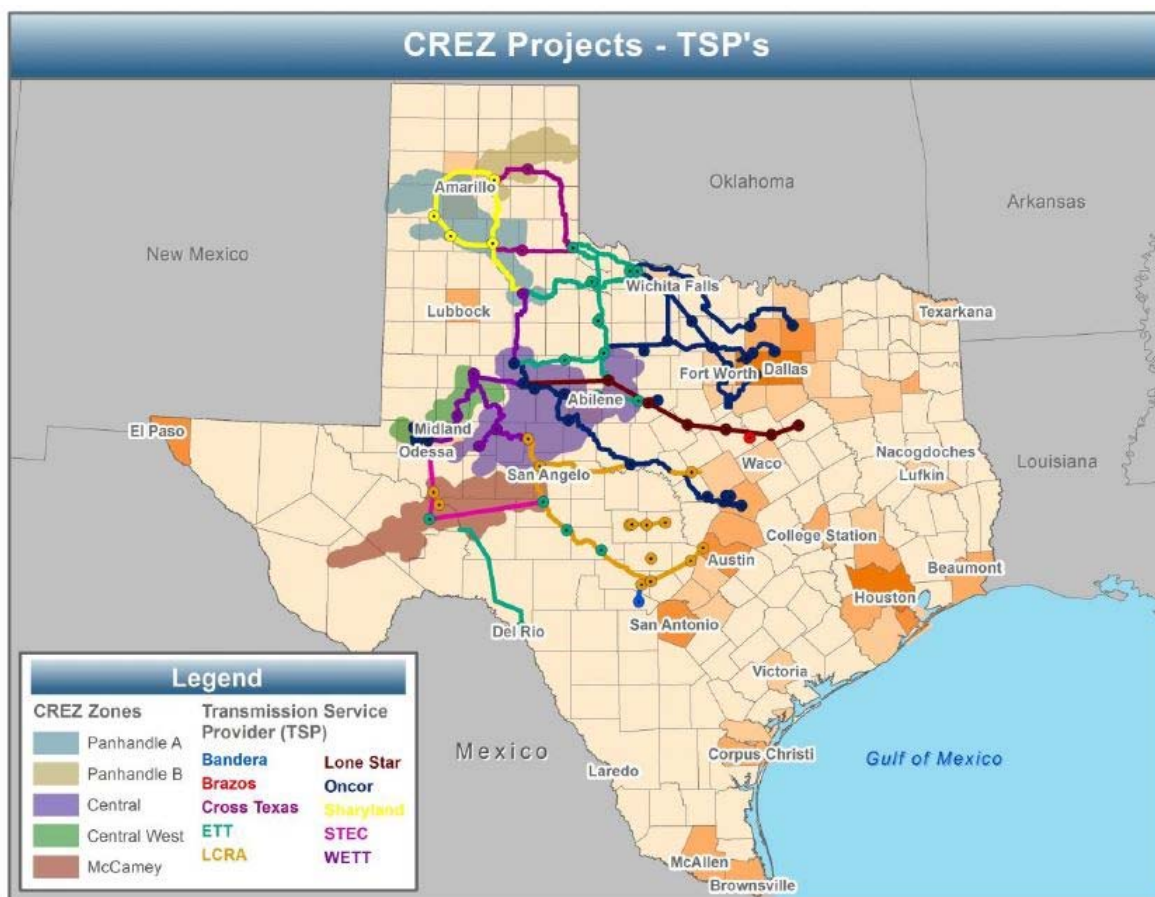 CREZ Projects - TSP's
Oklahoma
Amarillo
Arkansas
New Mexico
Wichita Falls
Lubbock
Texarkana
Fort Worth
Dallas
Abilene
El Paso
Midland
Odessa
Waco
Nacogdoches
Louisiana
San Angelo
Lufkin
College Station
Austin
Beaumont
Houston
Del Rio
San Antonio
Victoria
Mexico
Corpus Christi
Gulf of Mexico
Laredo
McAllen
Brownsville
Legend
CREZ Zones
Panhandle A
Panhandle B
Central
Central West
McCamey
Transmission Service
Provider (TSP)
Bandera
Brazos
Cross Texas
ETT
LCRA
Lone Star
Oncor
Sharyland
STEC
WETT